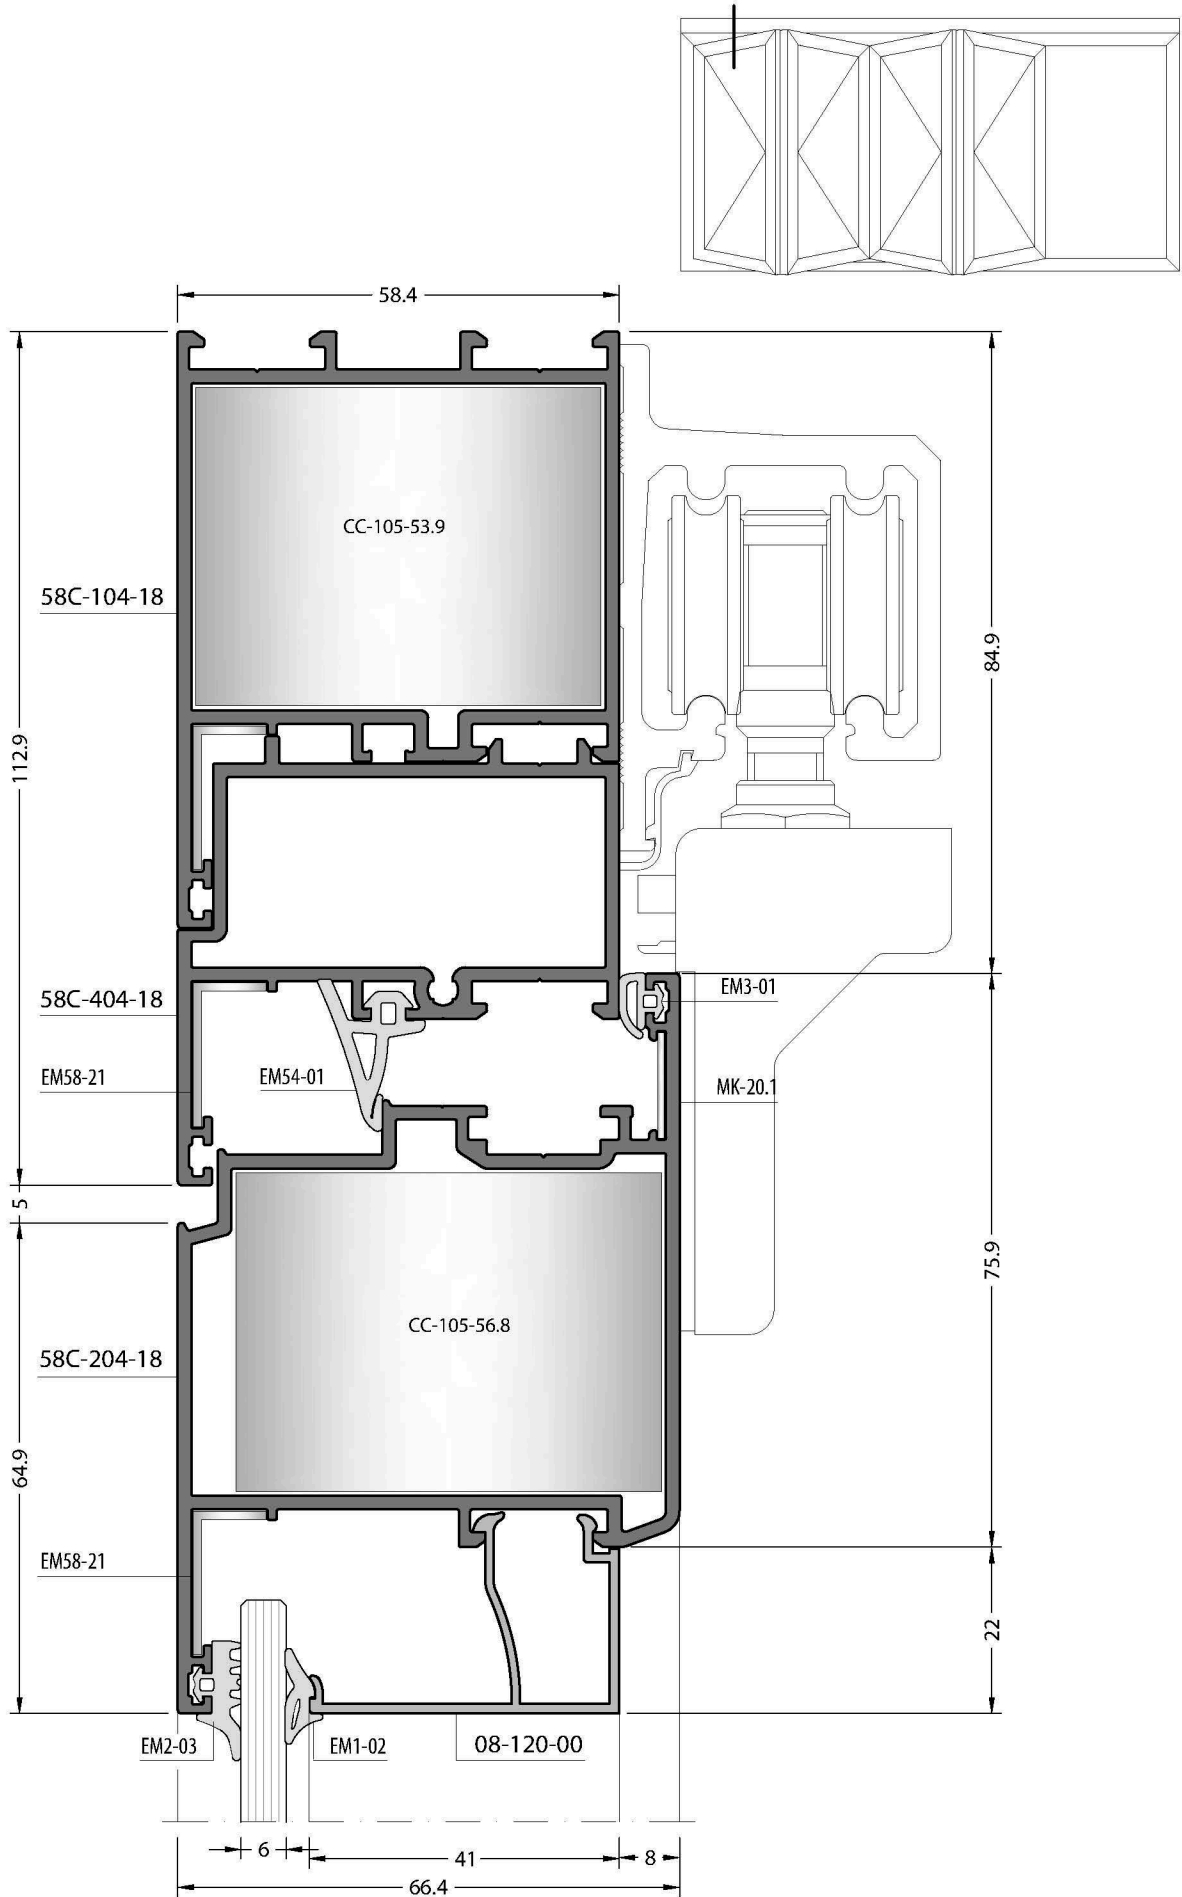 58.4
CC-105-53.9
58C-104-18
84.9
112.9
58C-404-18
EM3-01
EM58-21
EM54-01
MK-20.1
5
75.9
CC-105-56.8
58C-204-18
64.9
EM58-21
22
EM2-03
EM1-02
08-120-00
6
41
8
66.4